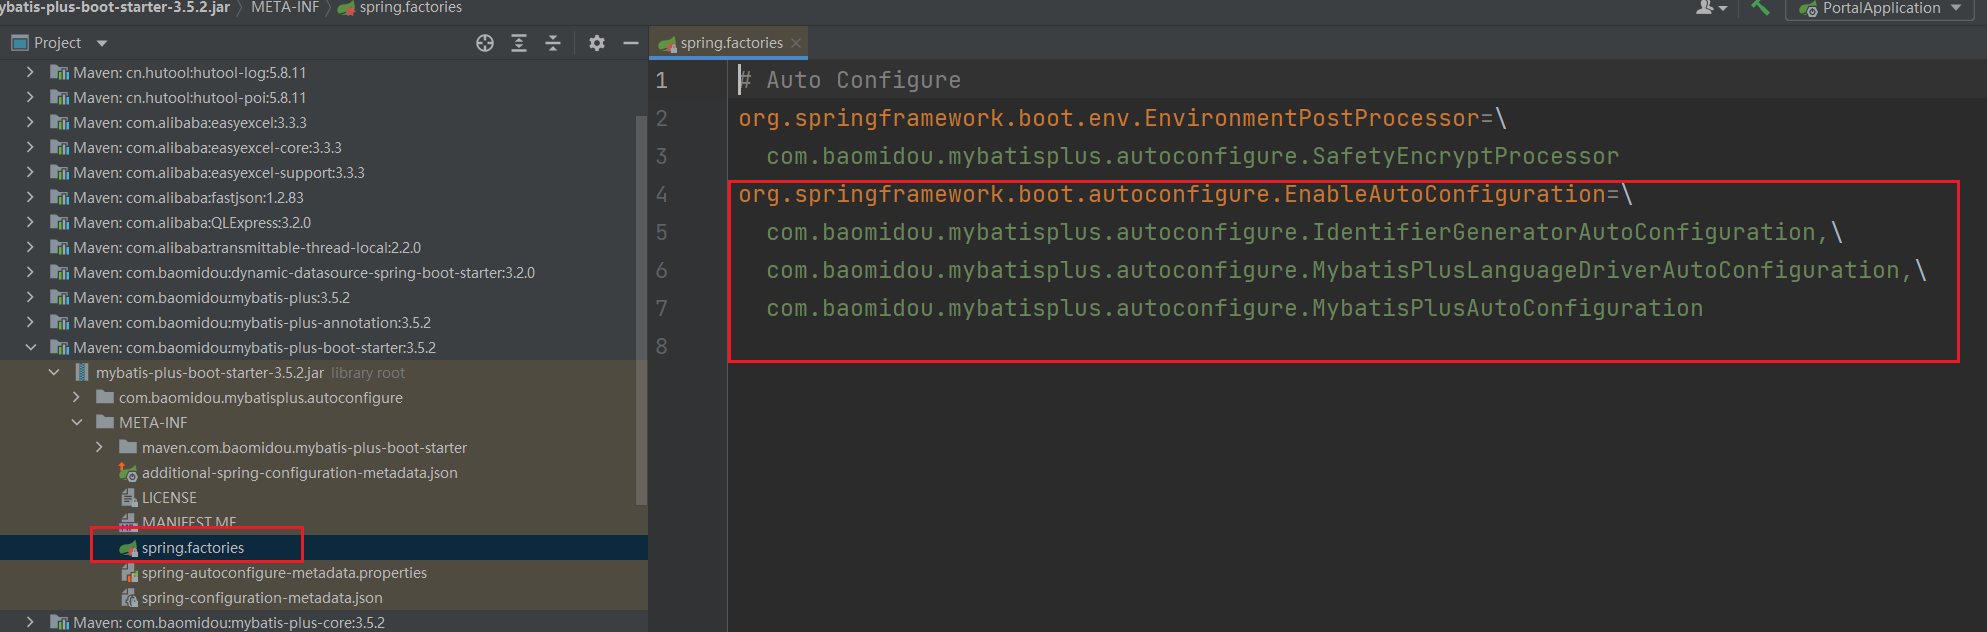 ybatis-plus-boot-starter-3.5.2.jar 〉 META-INF 〉 spring.factories
PortalApplication
Project
spring.factories
Maven: cn.hutool:hutool-log:5.8.11
Maven: cn.hutool:hutool-poi:5.8.11
Maven: com.alibaba:easyexcel:3.3.3
Maven: com.alibaba:easyexcel-core:3.3.3
Maven: com.alibaba:easyexcel-support:3.3.3
Maven: com.alibaba:fastjson:1.2.83
Maven: com.alibaba:QLExpress:3.2.0
Maven: com.alibaba:transmittable-thread-local:2.2.0
Maven: com.baomidou:dynamic-datasource-spring-boot-starter:3.2.0
Maven: com.baomidou:mybatis-plus:3.5.2
Maven: com.baomidou:mybatis-plus-annotation:3.5.2
Maven: com.baomidou:mybatis-plus-boot-starter:3.5.2
mybatis-plus-boot-starter-3.5.2.jar library root
com.baomidou.mybatisplus.autoconfigure
META-INF
maven.com.baomidou.mybatis-plus-boot-starter
additional-spring-configuration-metadata.json
LICENSE
MANIFEST.MF
spring.factories
spring-autoconfigure-metadata.properties
spring-configuration-metadata.json
Maven: com.baomidou:mybatis-plus-core:3.5.2
1 # Auto Configure
2 org.springframework.boot.env.EnvironmentPostProcessor=\
3 com.baomidou.mybatisplus.autoconfigure.SafetyEncryptProcessor
4 org.springframework.boot.autoconfigure.EnableAutoConfiguration=\
5 com.baomidou.mybatisplus.autoconfigure.IdentifierGeneratorAutoConfiguration,\
6 com.baomidou.mybatisplus.autoconfigure.MybatisPlusLanguageDriverAutoConfiguration,\
7 com.baomidou.mybatisplus.autoconfigure.MybatisPlusAutoConfiguration
8